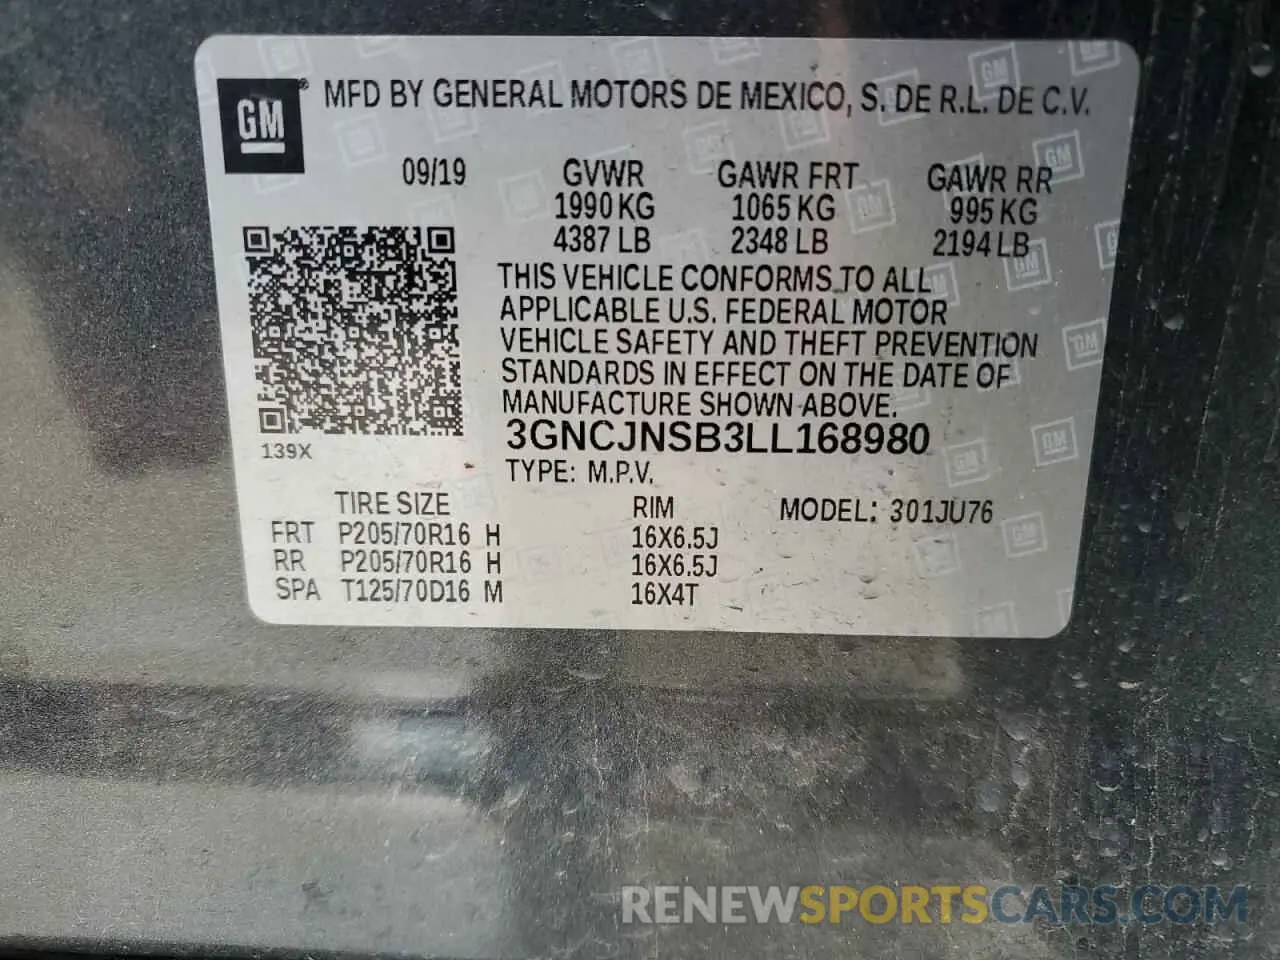 GM ® MFD BY GENERAL MOTORS DE MEXICO, S. DE R.L. DE C.V.
09/19 GVWR GAWR FRT GAWR RR
1990 KG 1065 KG 995 KG
4387 LB 2348 LB 2194 LB
THIS VEHICLE CONFORMS TO ALL
APPLICABLE U.S. FEDERAL MOTOR
VEHICLE SAFETY AND THEFT PREVENTION
STANDARDS IN EFFECT ON THE DATE OF
MANUFACTURE SHOWN ABOVE.
3GNCJNSB3LL168980
139X
TYPE: M.P.V.
TIRE SIZE RIM MODEL: 301JU76
FRT P205/70R16 H 16X6.5J
RR P205/70R16 H 16X6.5J
SPA T125/70D16 M 16X4T
RENEWSPORTSCARS.COM